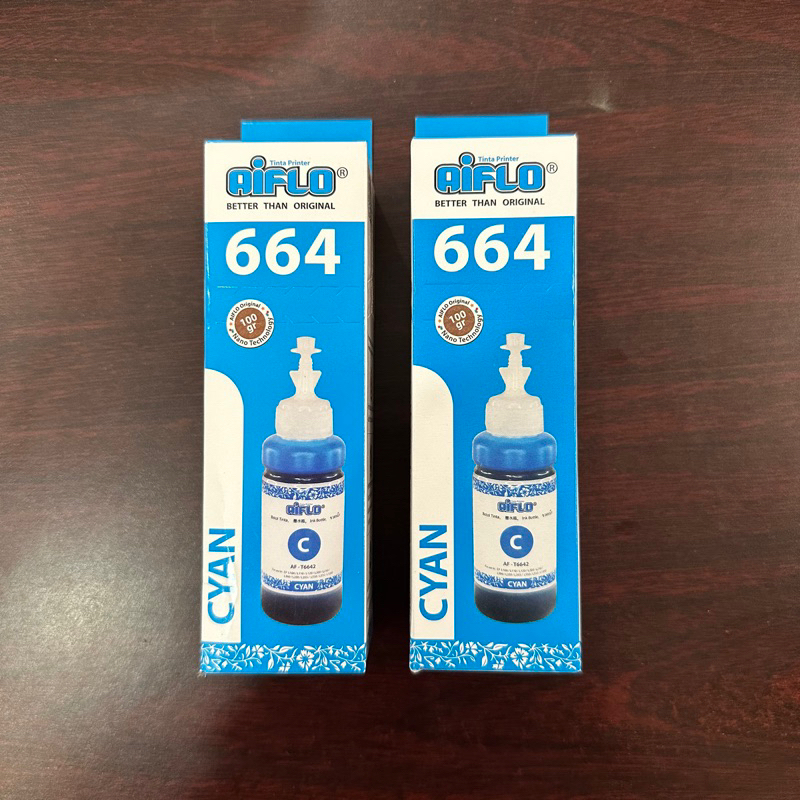 Tinta Printer
AiFLO®
BETTER THAN ORIGINAL
664
AiFLO Original
100
gr
Nano Technology
AiFLO®
C
AF - T6642
CYAN
CYAN
Tinta Printer
AiFLO®
BETTER THAN ORIGINAL
664
AiFLO Original
100
gr
Nano Technology
AiFLO®
C
AF - T6642
CYAN
CYAN